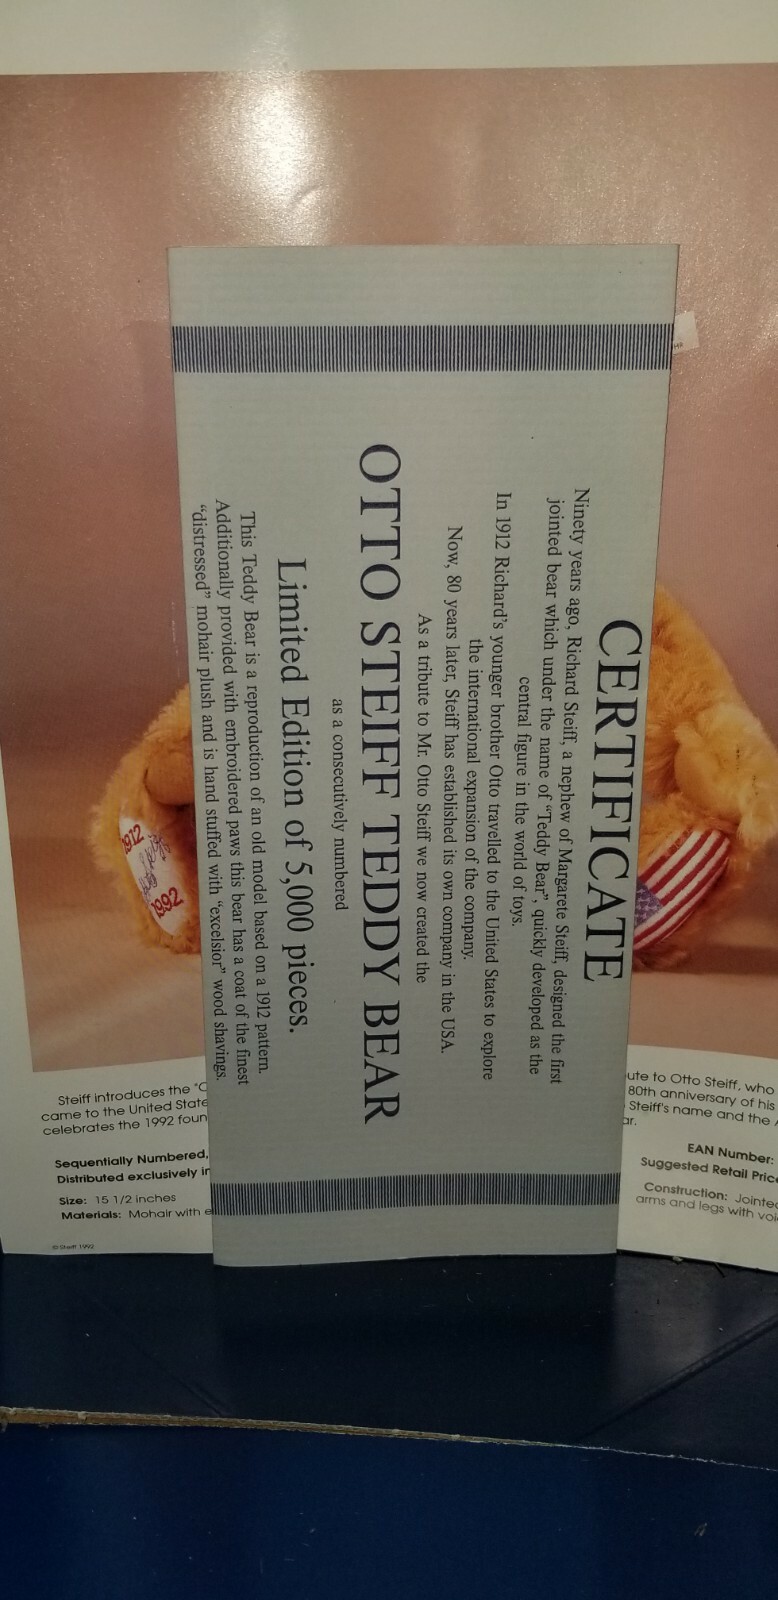 CERTIFICATE
Ninety years ago, Richard Steiff, a nephew of Margarete Steiff, designed the first
jointed bear which under the name of "Teddy Bear", quickly developed as the
central figure in the world of toys.
In 1912 Richard's younger brother Otto travelled to the United States to explore
the international expansion of the company.
Now, 80 years later, Steiff has established its own company in the USA.
As a tribute to Mr. Otto Steiff we now created the
OTTO STEIFF TEDDY BEAR
as a consecutively numbered
Limited Edition of 5,000 pieces.
This Teddy Bear is a reproduction of an old model based on a 1912 pattern.
Additionally provided with embroidered paws this bear has a coat of the finest
"distressed" mohair plush and is hand stuffed with "excelsior" wood shavings.
1912
1992
Steiff introduces the "O
came to the United State
celebrates the 1992 foun
Sequentially Numbered,
Distributed exclusively in
Size: 15 1/2 inches
Materials: Mohair with e
© Steiff 1992
ute to Otto Steiff, who
80th anniversary of his
Steiff's name and the A
ar.
EAN Number:
Suggested Retail Price
Construction: Jointed
arms and legs with voi